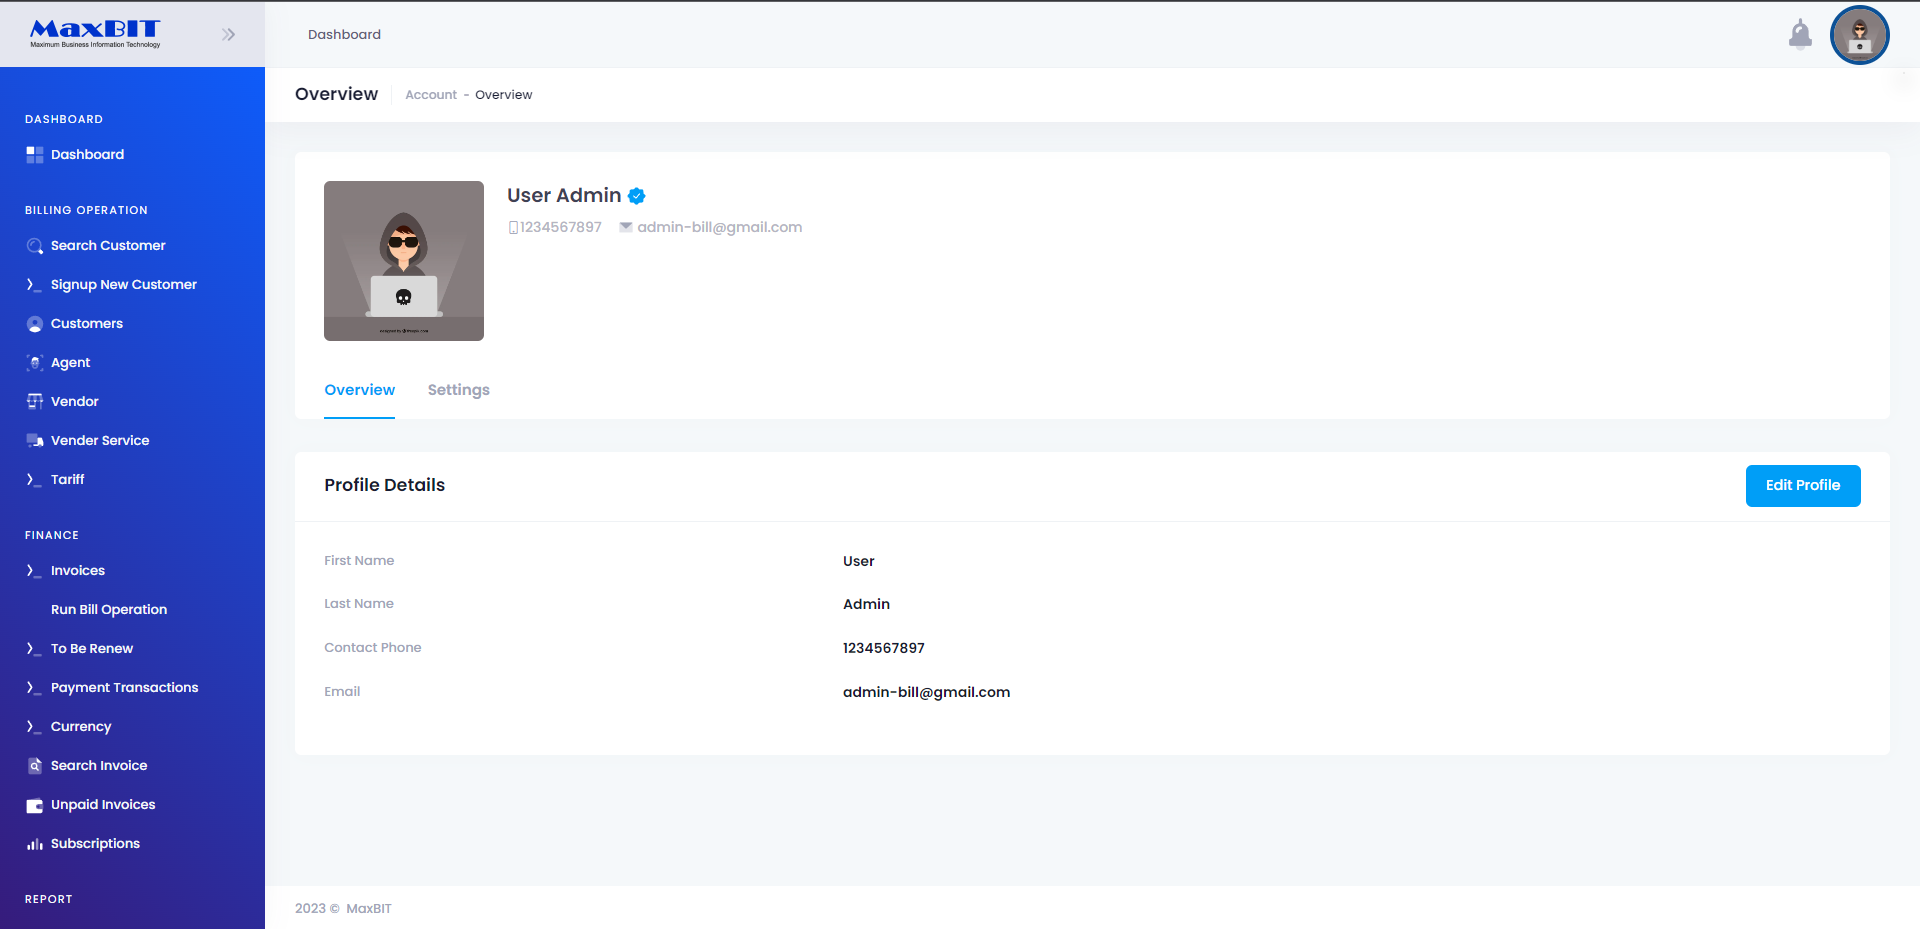 MaxBIT
Maximum Business Information Technology
Dashboard
Overview
Account - Overview
DASHBOARD
Dashboard
BILLING OPERATION
Search Customer
Signup New Customer
Customers
Agent
Vendor
Vender Service
Tariff
FINANCE
Invoices
Run Bill Operation
To Be Renew
Payment Transactions
Currency
Search Invoice
Unpaid Invoices
Subscriptions
REPORT
User Admin
1234567897 admin-bill@gmail.com
Overview Settings
Profile Details
Edit Profile
First Name User
Last Name Admin
Contact Phone 1234567897
Email admin-bill@gmail.com
2023 © MaxBIT